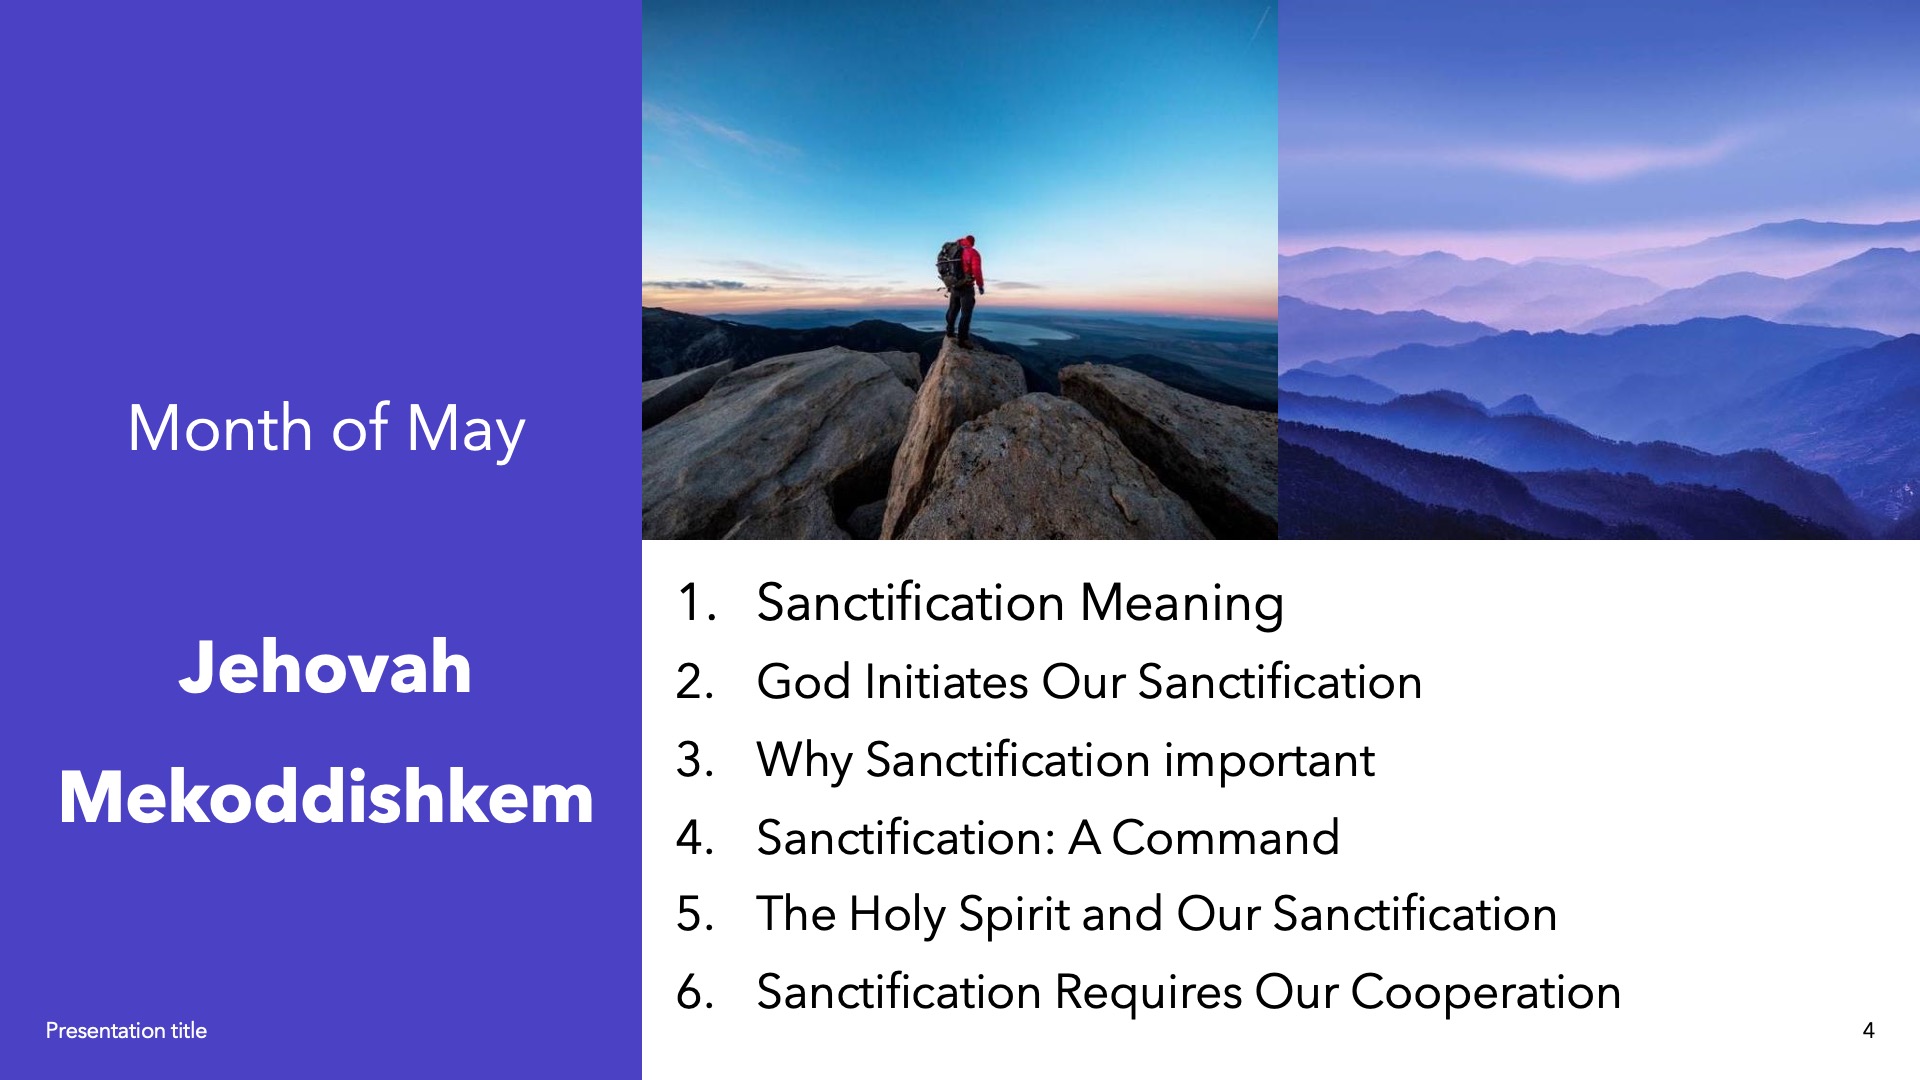 Month of May
Jehovah
Mekoddishkem
1. Sanctification Meaning
2. God Initiates Our Sanctification
3. Why Sanctification important
4. Sanctification: A Command
5. The Holy Spirit and Our Sanctification
6. Sanctification Requires Our Cooperation
Presentation title
4